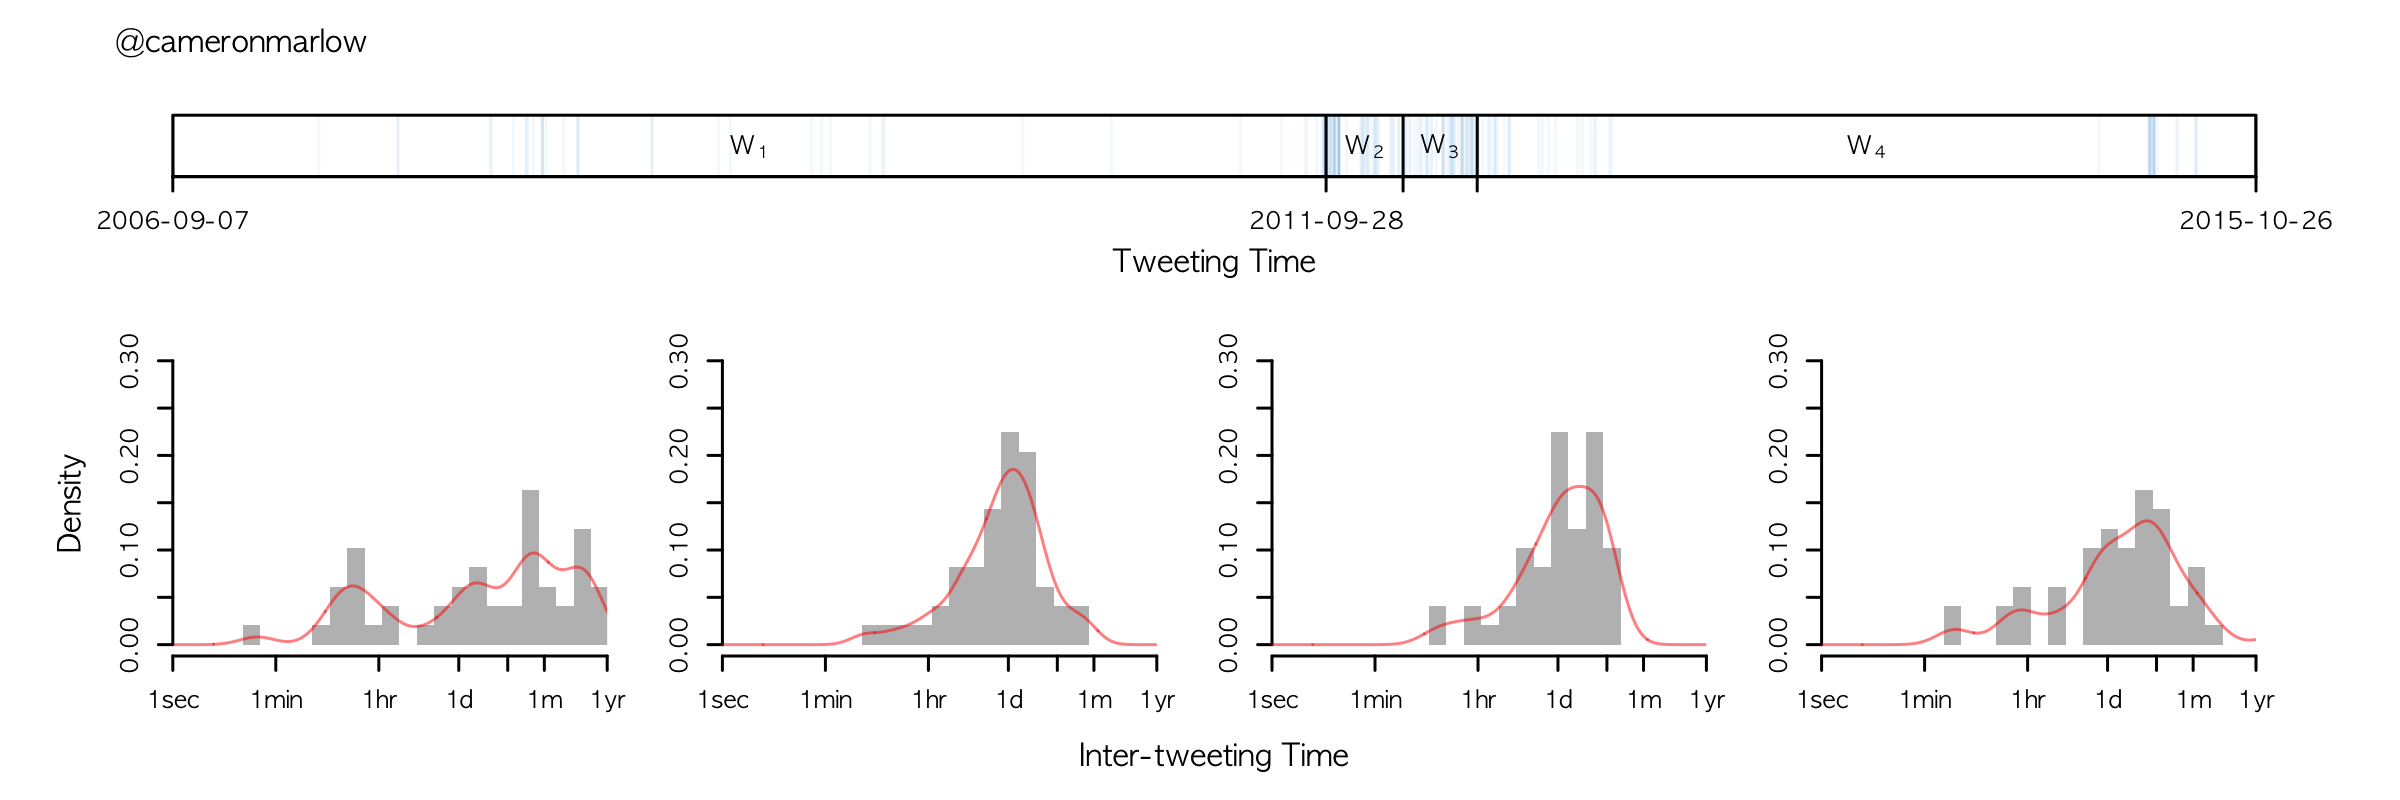 @cameronmarlow
W1 W2 W3 W4
2006-09-07 2011-09-28 2015-10-26
Tweeting Time
Density
0.00 0.10 0.20 0.30 0.00 0.10 0.20 0.30 0.00 0.10 0.20 0.30 0.00 0.10 0.20 0.30
1sec 1min 1hr 1d 1m 1yr 1sec 1min 1hr 1d 1m 1yr 1sec 1min 1hr 1d 1m 1yr 1sec 1min 1hr 1d 1m 1yr
Inter-tweeting Time